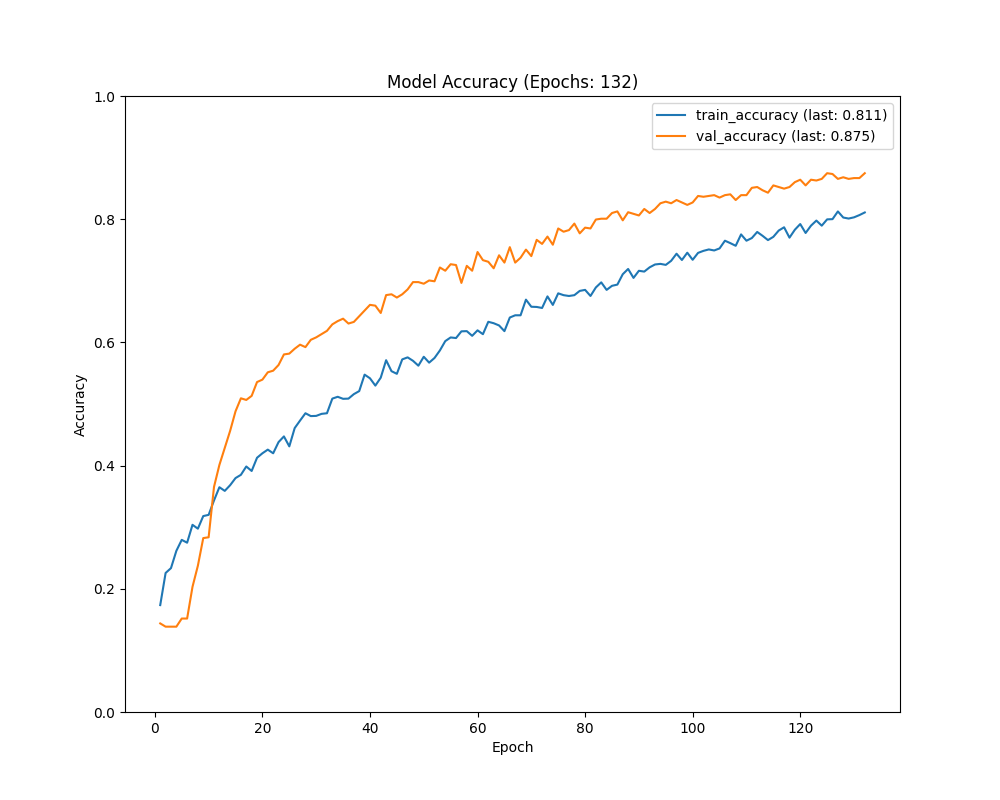 Model Accuracy (Epochs: 132)
train_accuracy (last: 0.811)
val_accuracy (last: 0.875)
1.0
0.8
0.6
0.4
0.2
0.0
Accuracy
0 20 40 60 80 100 120
Epoch